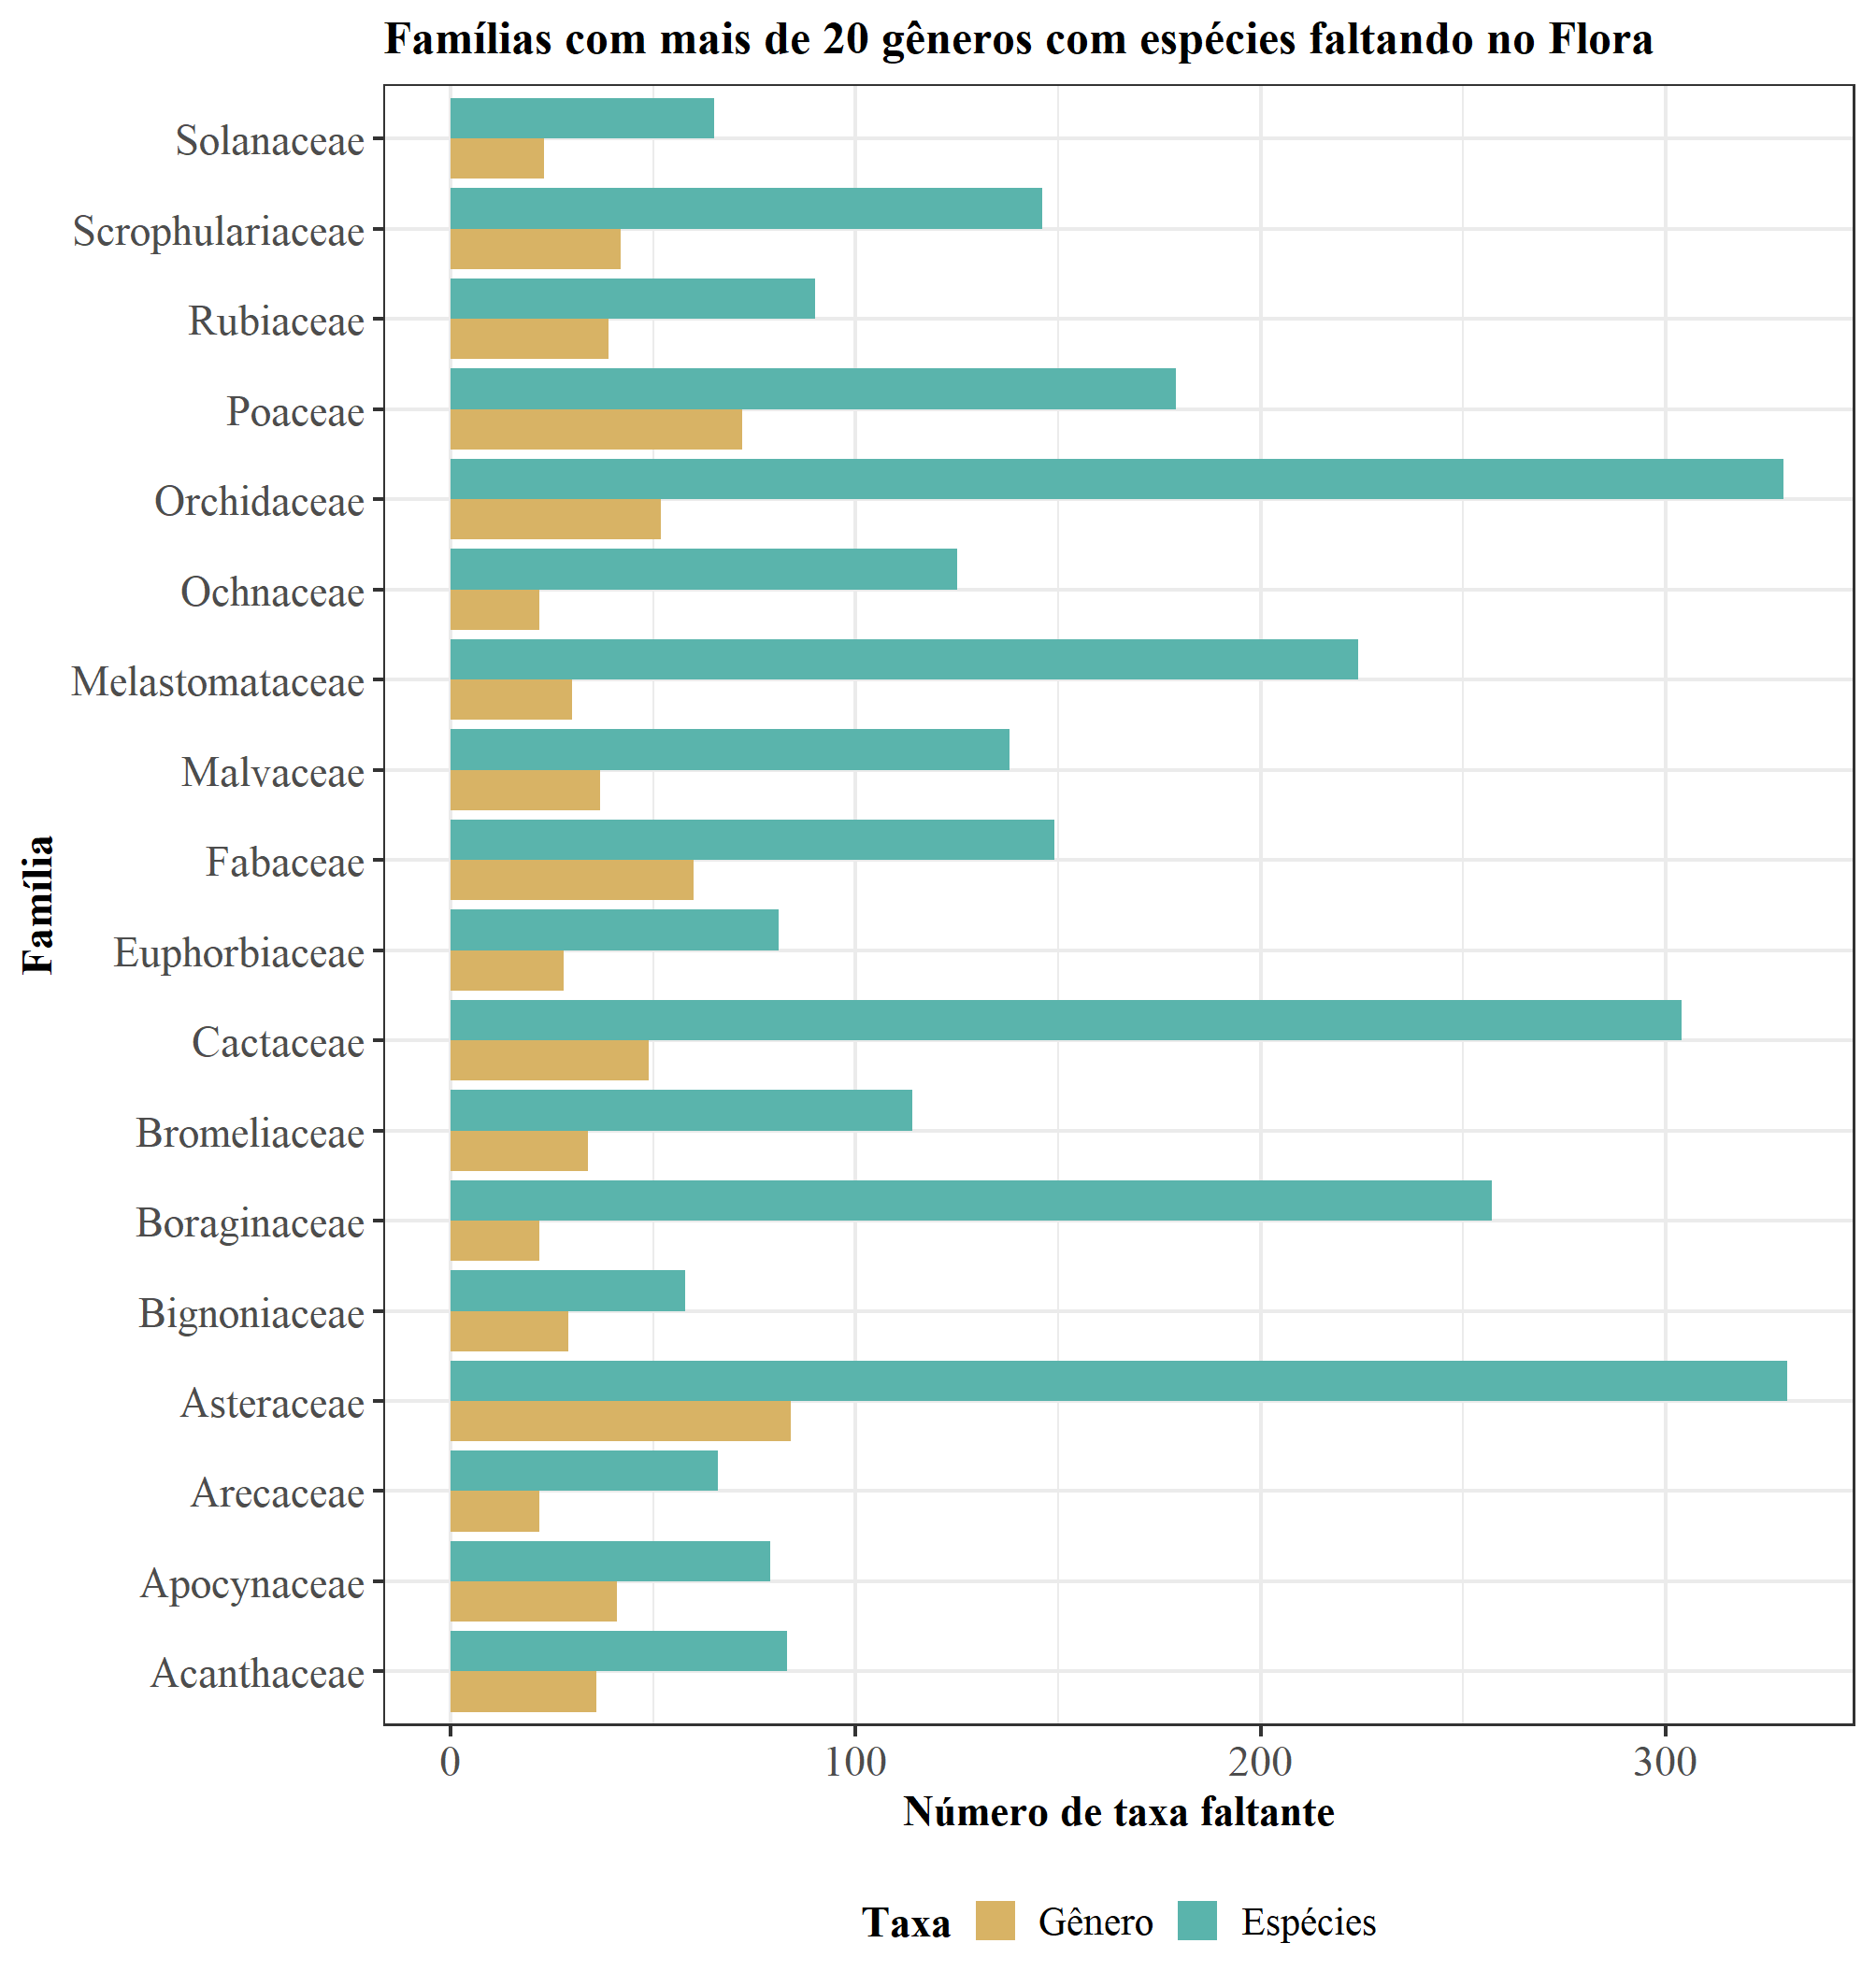 Famílias com mais de 20 gêneros com espécies faltando no Flora
Solanaceae
Scrophulariaceae
Rubiaceae
Poaceae
Orchidaceae
Ochnaceae
Melastomataceae
Malvaceae
Fabaceae
Euphorbiaceae
Cactaceae
Bromeliaceae
Boraginaceae
Bignoniaceae
Asteraceae
Arecaceae
Apocynaceae
Acanthaceae
Família
0 100 200 300
Número de taxa faltante
Taxa Gênero Espécies